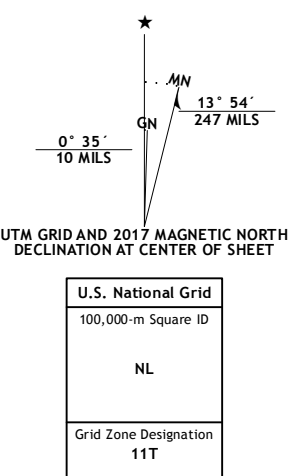 ★
MN
GN
13° 54´
247 MILS
0° 35´
10 MILS
UTM GRID AND 2017 MAGNETIC NORTH
DECLINATION AT CENTER OF SHEET
U.S. National Grid
100,000-m Square ID
NL
Grid Zone Designation
11T